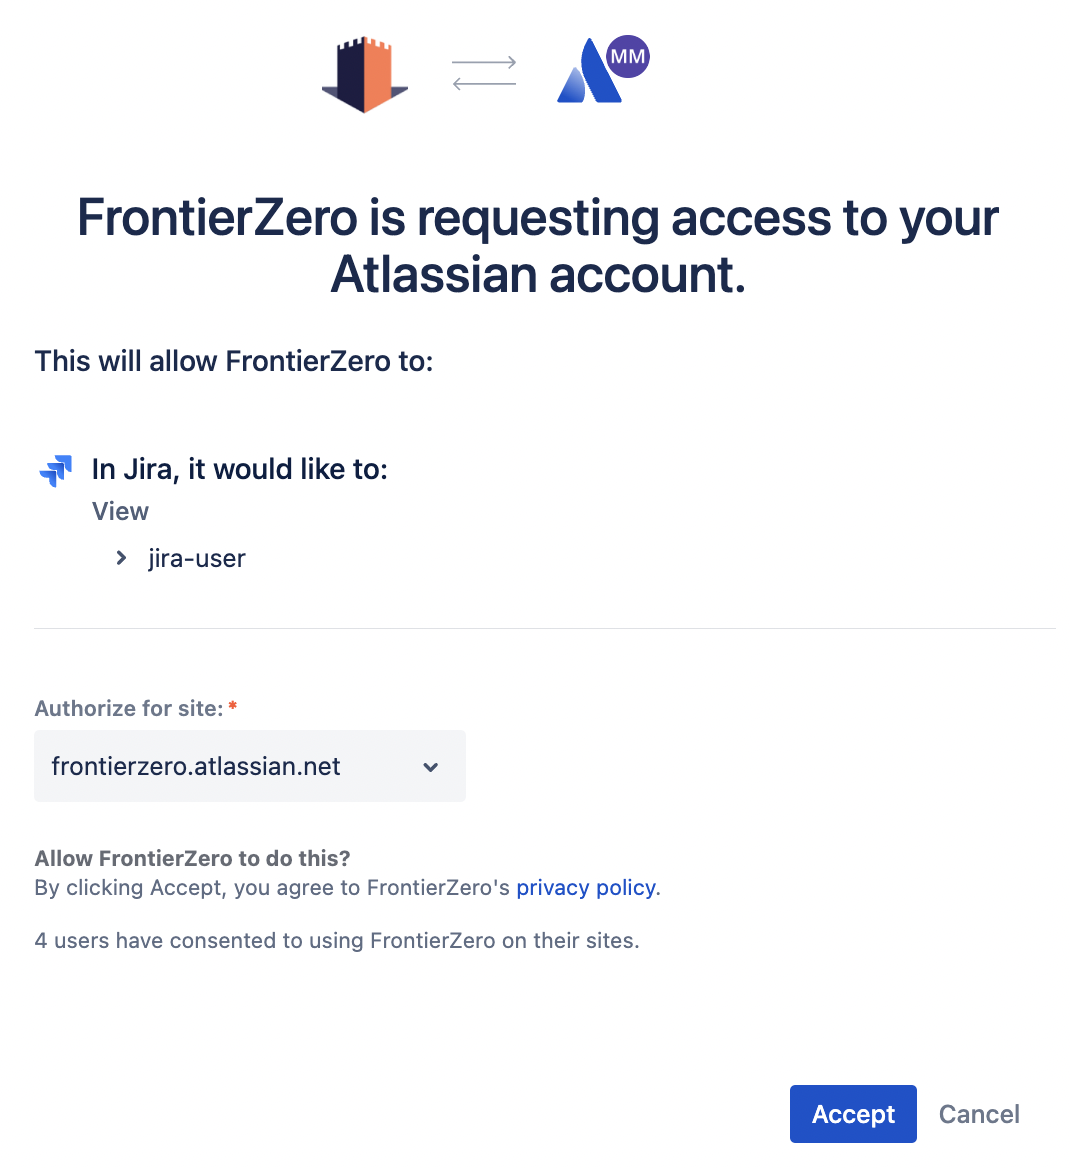 MM
FrontierZero is requesting access to your
Atlassian account.
This will allow FrontierZero to:
In Jira, it would like to:
View
jira-user
Authorize for site: *
frontierzero.atlassian.net
Allow FrontierZero to do this?
By clicking Accept, you agree to FrontierZero's privacy policy.
4 users have consented to using FrontierZero on their sites.
Accept Cancel